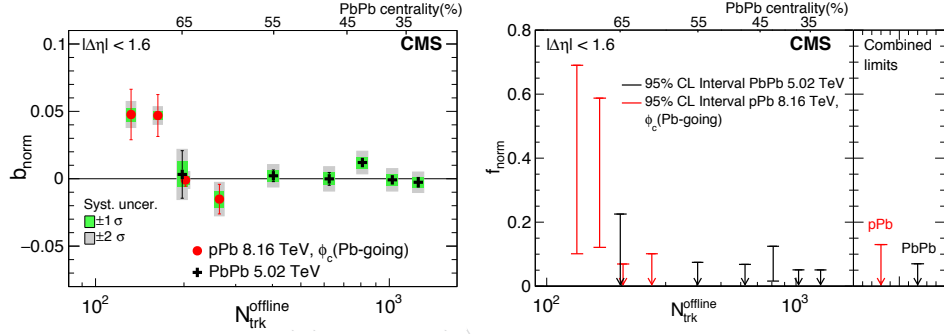 PbPb centrality(%)
65 55 45 35
0.1
|Δη| < 1.6
CMS
0.05
0
−0.05
b_norm
Syst. uncer.
±1 σ
±2 σ
pPb 8.16 TeV, ϕ_c(Pb-going)
PbPb 5.02 TeV
10^2
10^3
N_trk^offline
PbPb centrality(%)
65 55 45 35
0.8
|Δη| < 1.6
CMS
Combined
limits
95% CL Interval PbPb 5.02 TeV
95% CL Interval pPb 8.16 TeV,
ϕ_c(Pb-going)
0.6
0.4
0.2
0
f_norm
pPb
PbPb
10^2
10^3
N_trk^offline